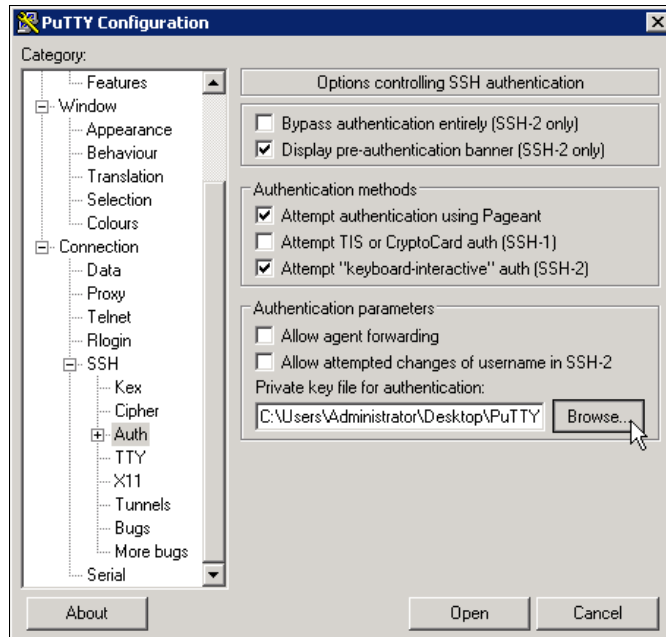 PuTTY Configuration
Category:
Features
Window
Appearance
Behaviour
Translation
Selection
Colours
Connection
Data
Proxy
Telnet
Rlogin
SSH
Kex
Cipher
Auth
TTY
X11
Tunnels
Bugs
More bugs
Serial
Options controlling SSH authentication
Bypass authentication entirely (SSH-2 only)
Display pre-authentication banner (SSH-2 only)
Authentication methods
Attempt authentication using Pageant
Attempt TIS or CryptoCard auth (SSH-1)
Attempt "keyboard-interactive" auth (SSH-2)
Authentication parameters
Allow agent forwarding
Allow attempted changes of username in SSH-2
Private key file for authentication:
C:\Users\Administrator\Desktop\PuTTY
Browse...
About
Open
Cancel